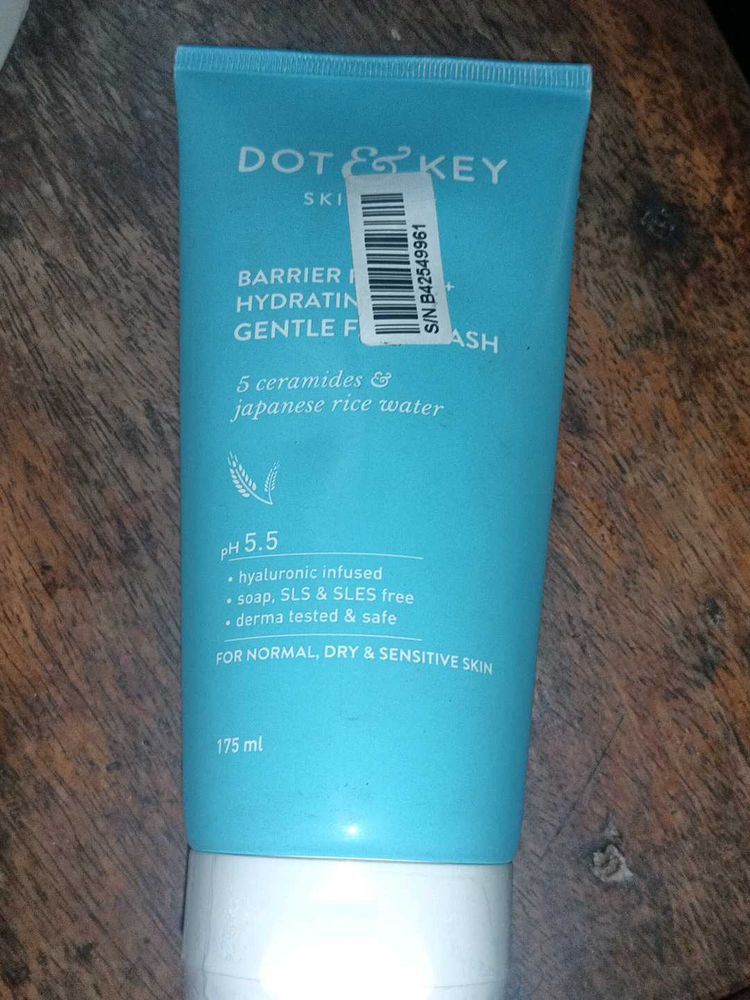 DOT & KEY
SKI
S/N B42549961
BARRIER
HYDRATIN +
GENTLE F ASH
5 ceramides &
japanese rice water
pH 5.5
• hyaluronic infused
• soap, SLS & SLES free
• derma tested & safe
FOR NORMAL, DRY & SENSITIVE SKIN
175 ml